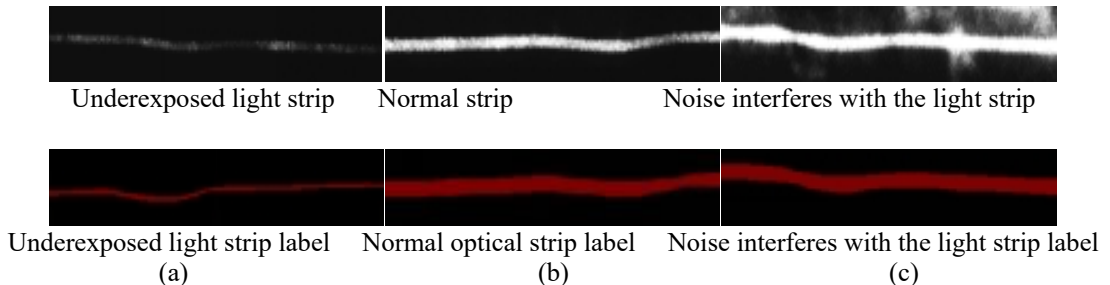 Underexposed light strip Normal strip Noise interferes with the light strip
Underexposed light strip label Normal optical strip label Noise interferes with the light strip label
(a) (b) (c)